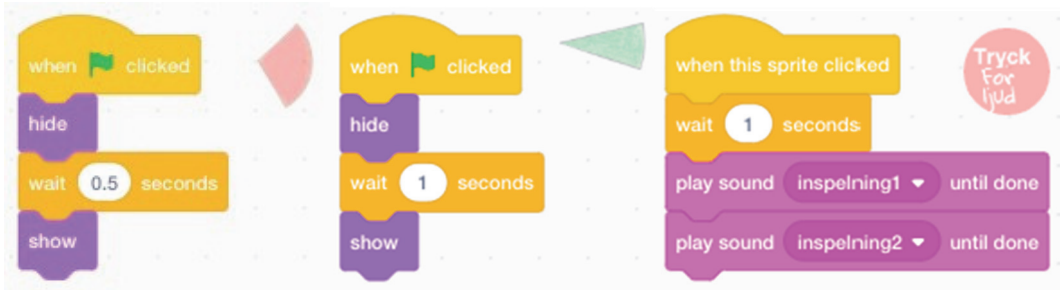 when clicked
hide
wait 0.5 seconds
show
when clicked
hide
wait 1 seconds
show
when this sprite clicked
wait 1 seconds
play sound inspelning1 until done
play sound inspelning2 until done
Tryck
För
ljud